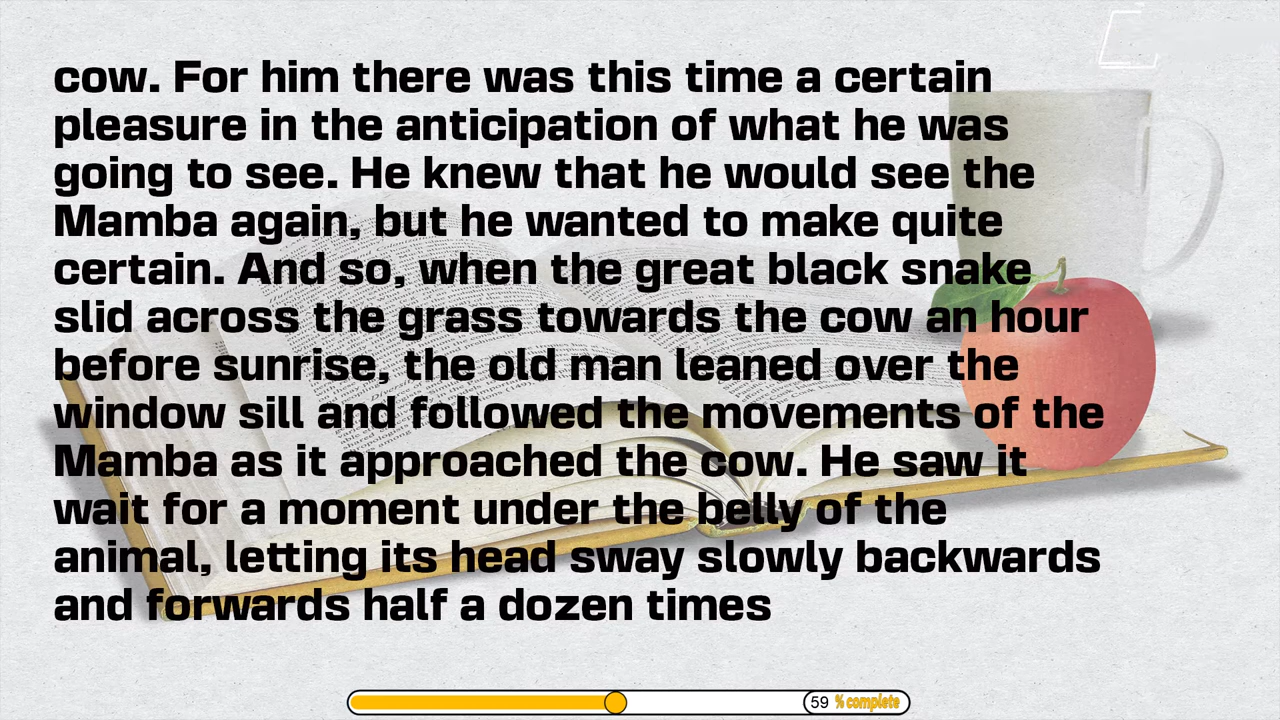 cow. For him there was this time a certain
pleasure in the anticipation of what he was
going to see. He knew that he would see the
Mamba again, but he wanted to make quite
certain. And so, when the great black snake
slid across the grass towards the cow an hour
before sunrise, the old man leaned over the
window sill and followed the movements of the
Mamba as it approached the cow. He saw it
wait for a moment under the belly of the
animal, letting its head sway slowly backwards
and forwards half a dozen times
59 % complete